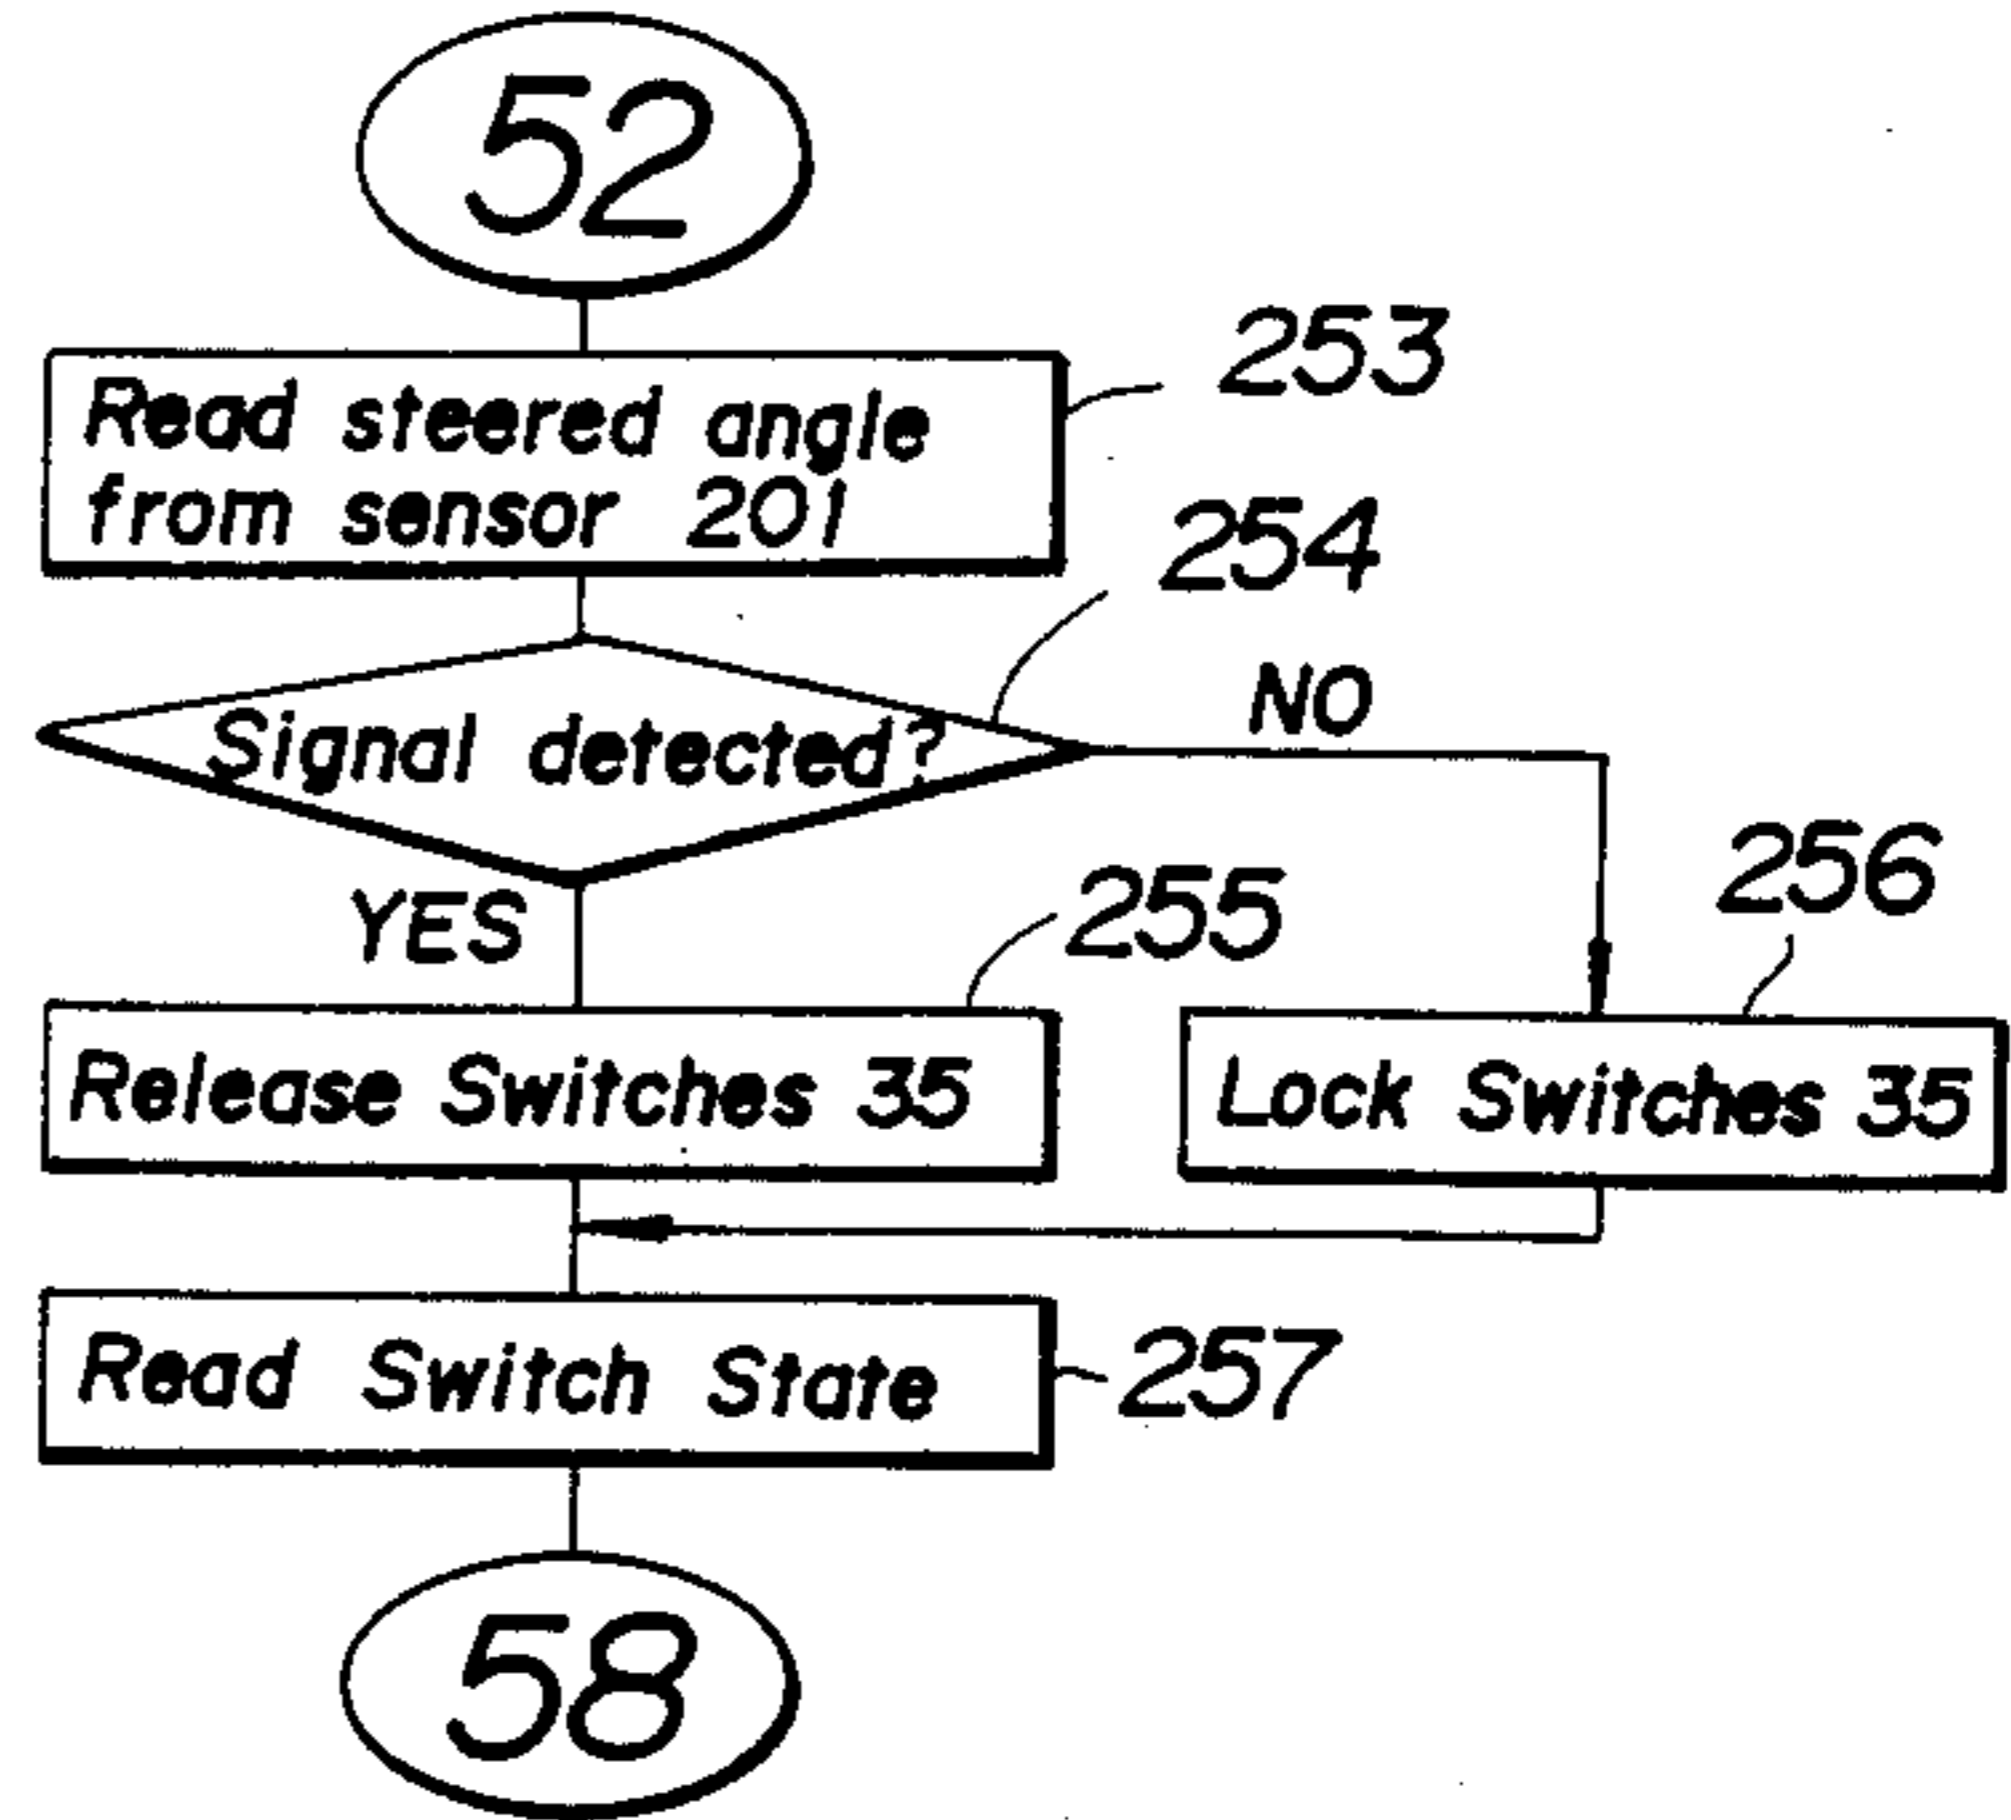 52
Read steered angle
from sensor 201
253
254
Signal detected?
NO
YES
255
256
Release Switches 35
Lock Switches 35
Read Switch State
257
58